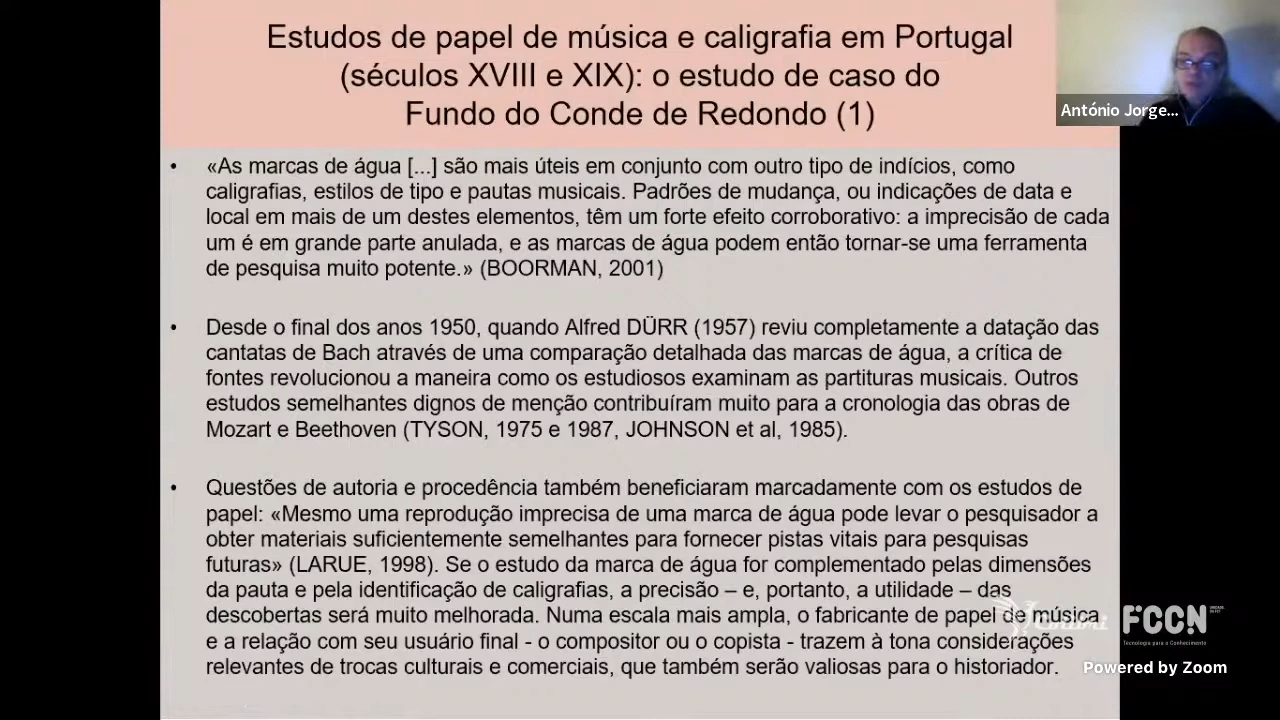 Estudos de papel de música e caligrafia em Portugal
(séculos XVIII e XIX): o estudo de caso do
Fundo do Conde de Redondo (1)
António Jorge...
• «As marcas de água [...] são mais úteis em conjunto com outro tipo de indícios, como
caligrafias, estilos de tipo e pautas musicais. Padrões de mudança, ou indicações de data e
local em mais de um destes elementos, têm um forte efeito corroborativo: a imprecisão de cada
um é em grande parte anulada, e as marcas de água podem então tornar-se uma ferramenta
de pesquisa muito potente.» (BOORMAN, 2001)
• Desde o final dos anos 1950, quando Alfred DÜRR (1957) reviu completamente a datação das
cantatas de Bach através de uma comparação detalhada das marcas de água, a crítica de
fontes revolucionou a maneira como os estudiosos examinam as partituras musicais. Outros
estudos semelhantes dignos de menção contribuíram muito para a cronologia das obras de
Mozart e Beethoven (TYSON, 1975 e 1987, JOHNSON et al, 1985).
• Questões de autoria e procedência também beneficiaram marcadamente com os estudos de
papel: «Mesmo uma reprodução imprecisa de uma marca de água pode levar o pesquisador a
obter materiais suficientemente semelhantes para fornecer pistas vitais para pesquisas
futuras» (LARUE, 1998). Se o estudo da marca de água for complementado pelas dimensões
da pauta e pela identificação de caligrafias, a precisão – e, portanto, a utilidade – das
descobertas será muito melhorada. Numa escala mais ampla, o fabricante de papel de música
e a relação com seu usuário final - o compositor ou o copista - trazem à tona considerações
relevantes de trocas culturais e comerciais, que também serão valiosas para o historiador.
FCCN
Tecnologia para o Conhecimento
Powered by Zoom